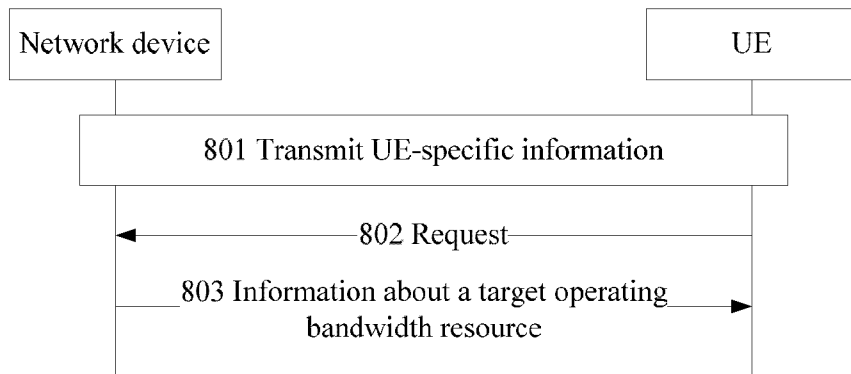 Network device
UE
801 Transmit UE-specific information
802 Request
803 Information about a target operating
bandwidth resource